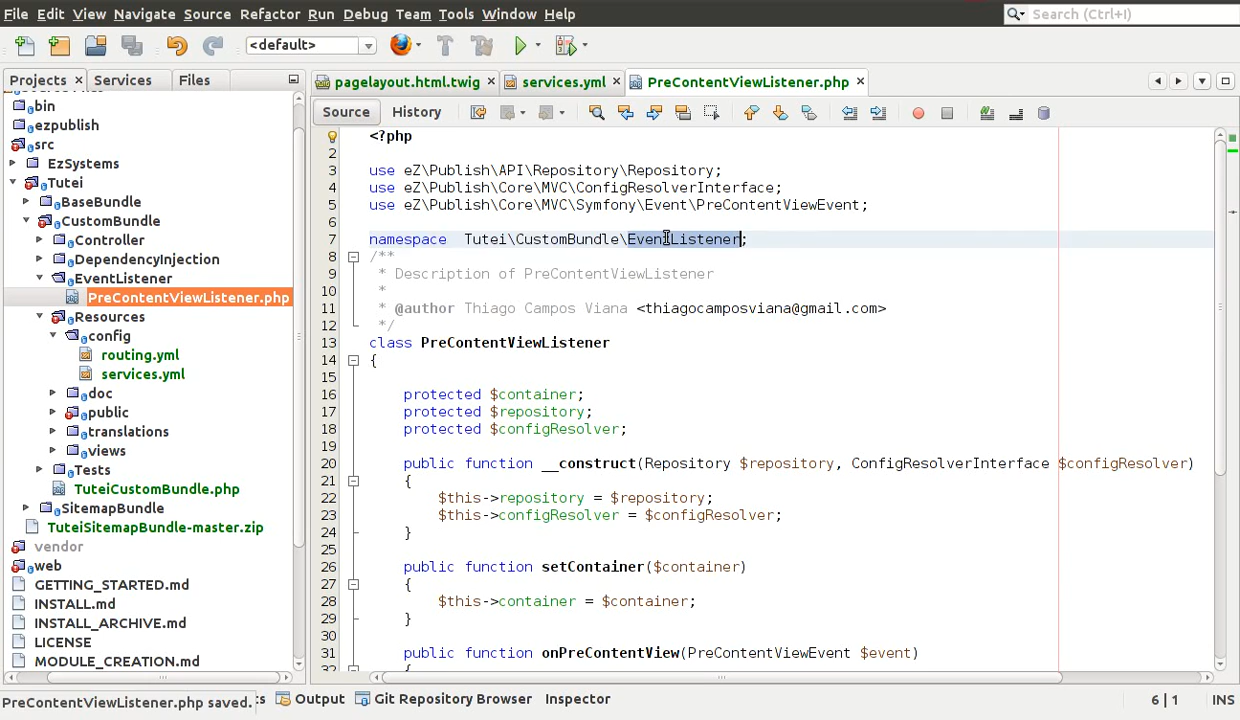 File Edit View Navigate Source Refactor Run Debug Team Tools Window Help
Search (Ctrl+I)
<default>
Projects
Services
Files
bin
ezpublish
src
EzSystems
Tutei
BaseBundle
CustomBundle
Controller
DependencyInjection
EventListener
PreContentViewListener.php
Resources
config
routing.yml
services.yml
doc
public
translations
views
Tests
TuteiCustomBundle.php
SitemapBundle
TuteiSitemapBundle-master.zip
vendor
web
GETTING_STARTED.md
INSTALL.md
INSTALL_ARCHIVE.md
LICENSE
MODULE_CREATION.md
pagelayout.html.twig
services.yml
PreContentViewListener.php
Source
History
<?php
2
3 use eZ\Publish\API\Repository\Repository;
4 use eZ\Publish\Core\MVC\ConfigResolverInterface;
5 use eZ\Publish\Core\MVC\Symfony\Event\PreContentViewEvent;
6
7 namespace  Tutei\CustomBundle\EventListener;
8 /**
9 * Description of PreContentViewListener
10 *
11 * @author Thiago Campos Viana <thiagocamposviana@gmail.com>
12 */
13 class PreContentViewListener
14 {
15
16 protected $container;
17 protected $repository;
18 protected $configResolver;
19
20 public function __construct(Repository $repository, ConfigResolverInterface $configResolver)
21 {
22 $this->repository = $repository;
23 $this->configResolver = $configResolver;
24 }
25
26 public function setContainer($container)
27 {
28 $this->container = $container;
29 }
30
31 public function onPreContentView(PreContentViewEvent $event)
32 {
PreContentViewListener.php saved.
Output
Git Repository Browser
Inspector
6 | 1
INS